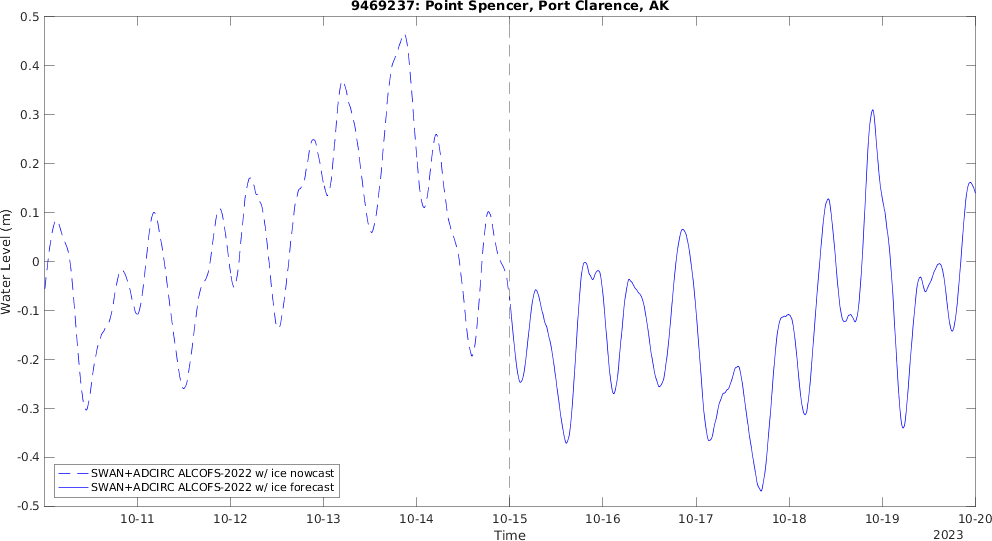 9469237: Point Spencer, Port Clarence, AK
0.5
0.4
0.3
0.2
0.1
0
-0.1
-0.2
-0.3
-0.4
-0.5
Water Level (m)
SWAN+ADCIRC ALCOFS-2022 w/ ice nowcast
SWAN+ADCIRC ALCOFS-2022 w/ ice forecast
10-11 10-12 10-13 10-14 10-15 10-16 10-17 10-18 10-19 10-20
Time
2023